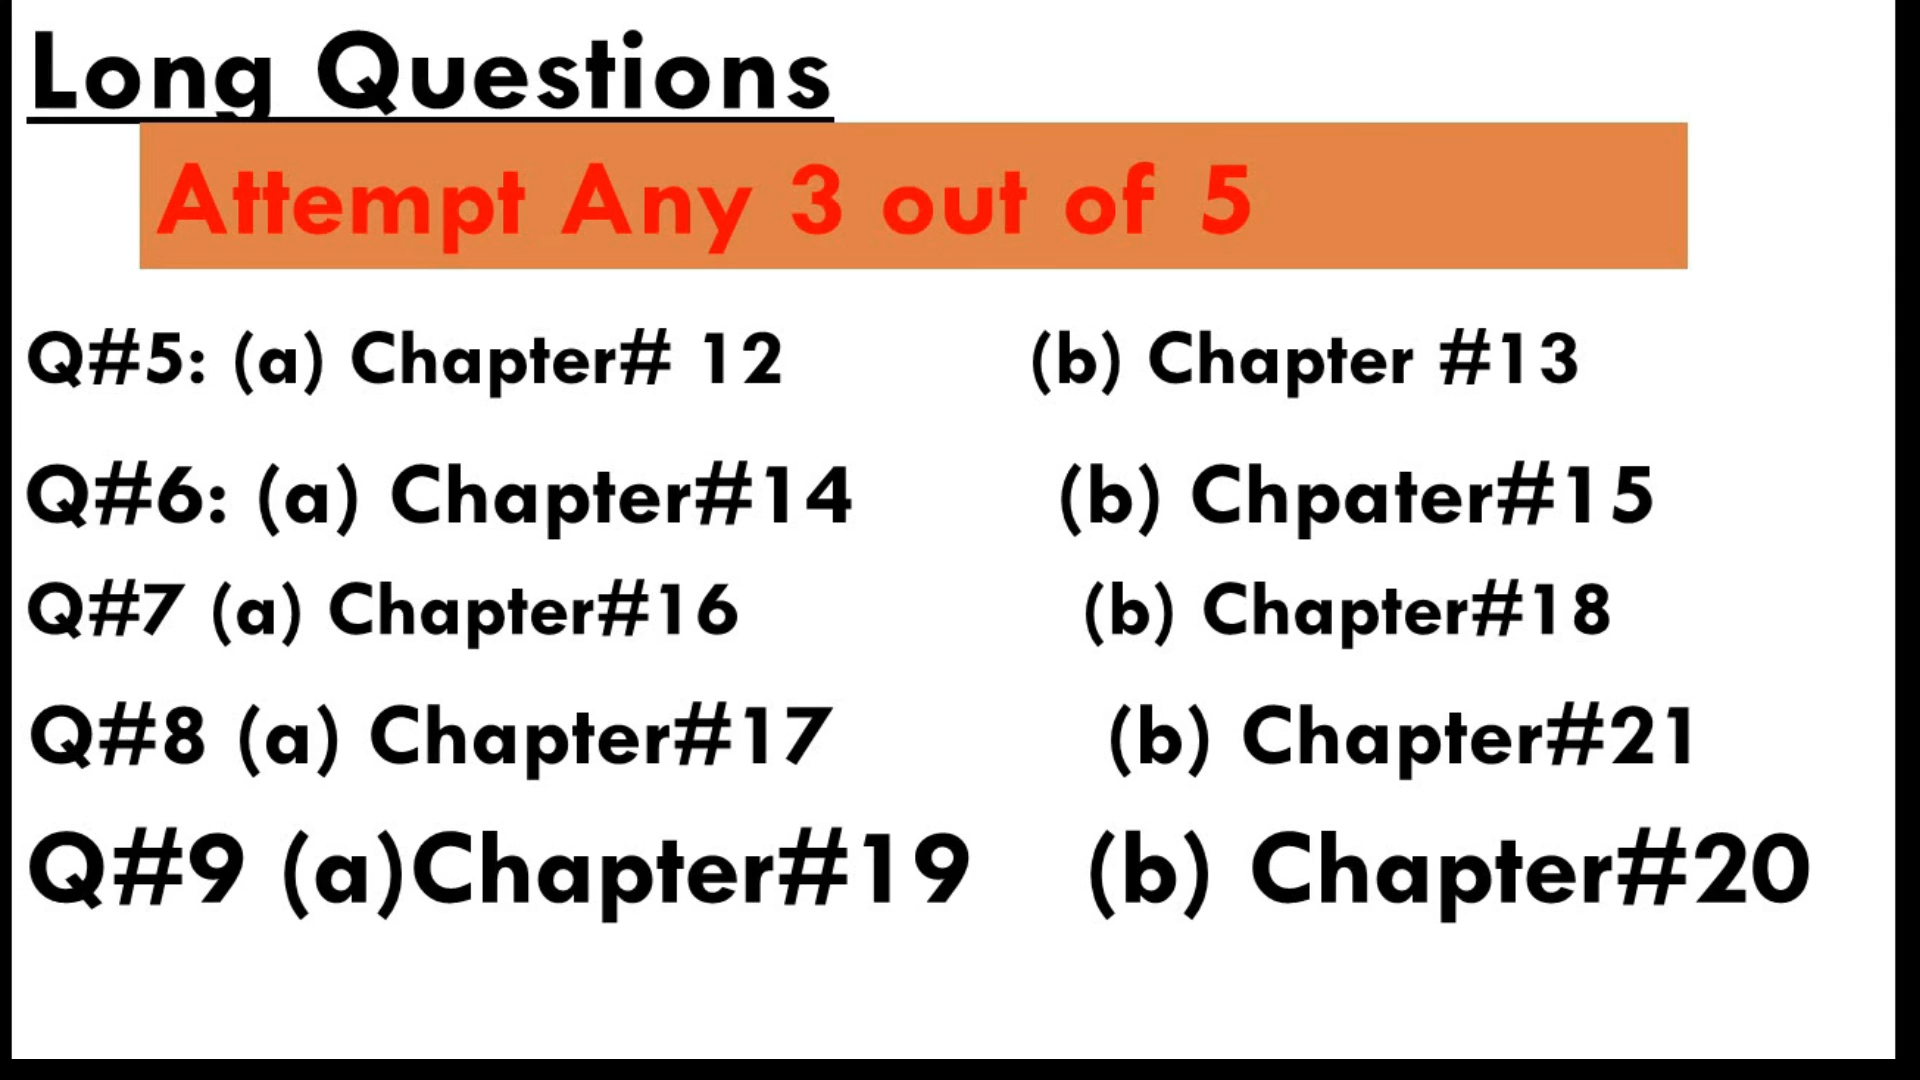 Long Questions
Attempt Any 3 out of 5
Q#5: (a) Chapter# 12 (b) Chapter #13
Q#6: (a) Chapter#14 (b) Chpater#15
Q#7 (a) Chapter#16 (b) Chapter#18
Q#8 (a) Chapter#17 (b) Chapter#21
Q#9 (a)Chapter#19 (b) Chapter#20